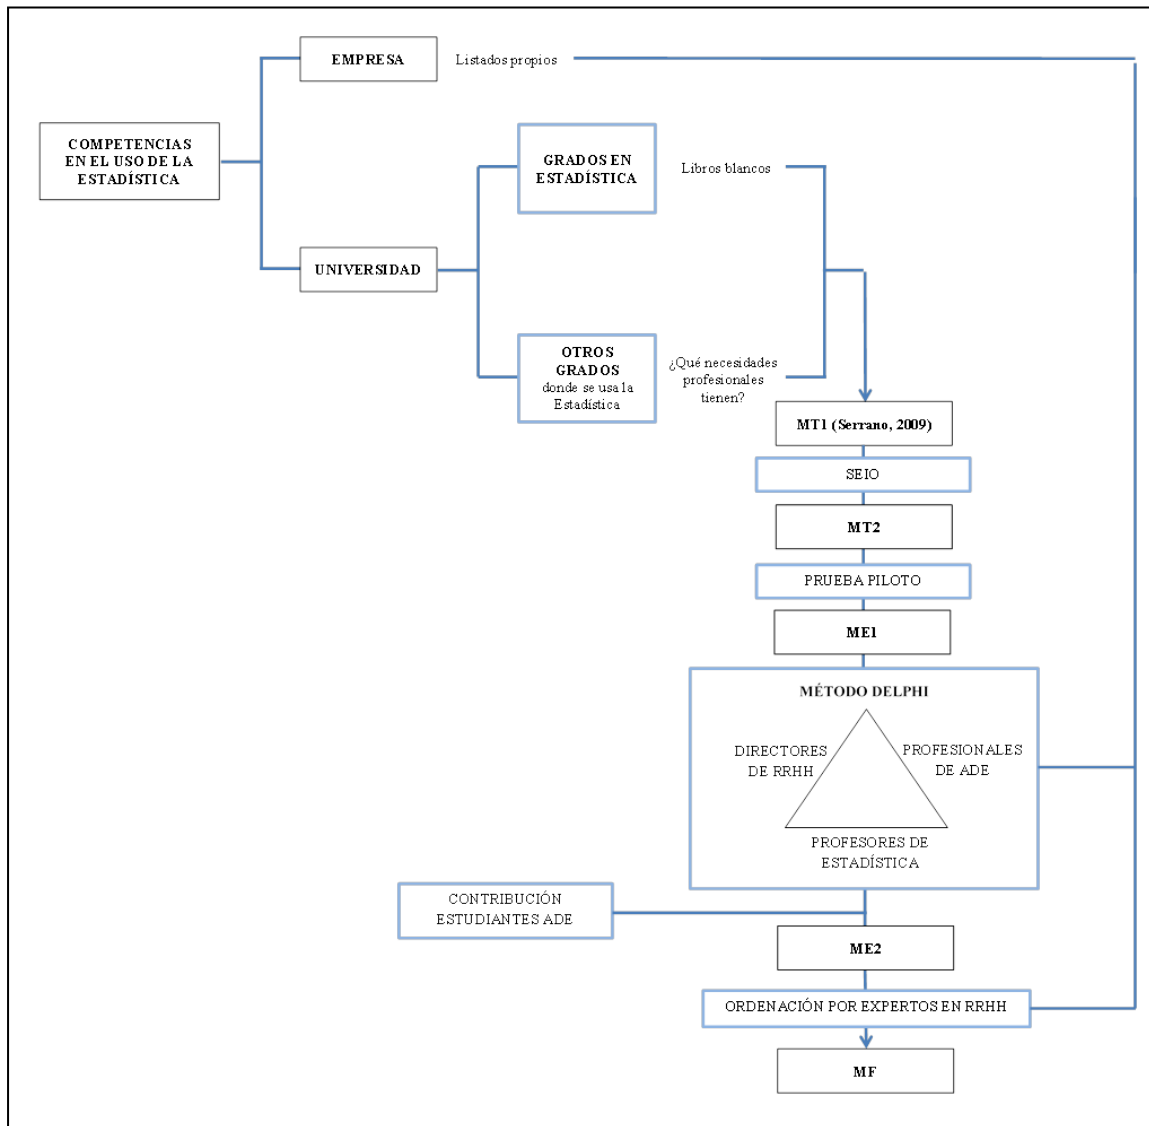 EMPRESA
Listados propios
COMPETENCIAS
EN EL USO DE LA
ESTADÍSTICA
GRADOS EN
ESTADÍSTICA
Libros blancos
UNIVERSIDAD
OTROS
GRADOS
donde se usa la
Estadística
¿Qué necesidades
profesionales
tienen?
MT1 (Serrano, 2009)
SEIO
MT2
PRUEBA PILOTO
ME1
MÉTODO DELPHI
DIRECTORES
DE RRHH
PROFESIONALES
DE ADE
PROFESORES DE
ESTADÍSTICA
CONTRIBUCIÓN
ESTUDIANTES ADE
ME2
ORDENACIÓN POR EXPERTOS EN RRHH
MF